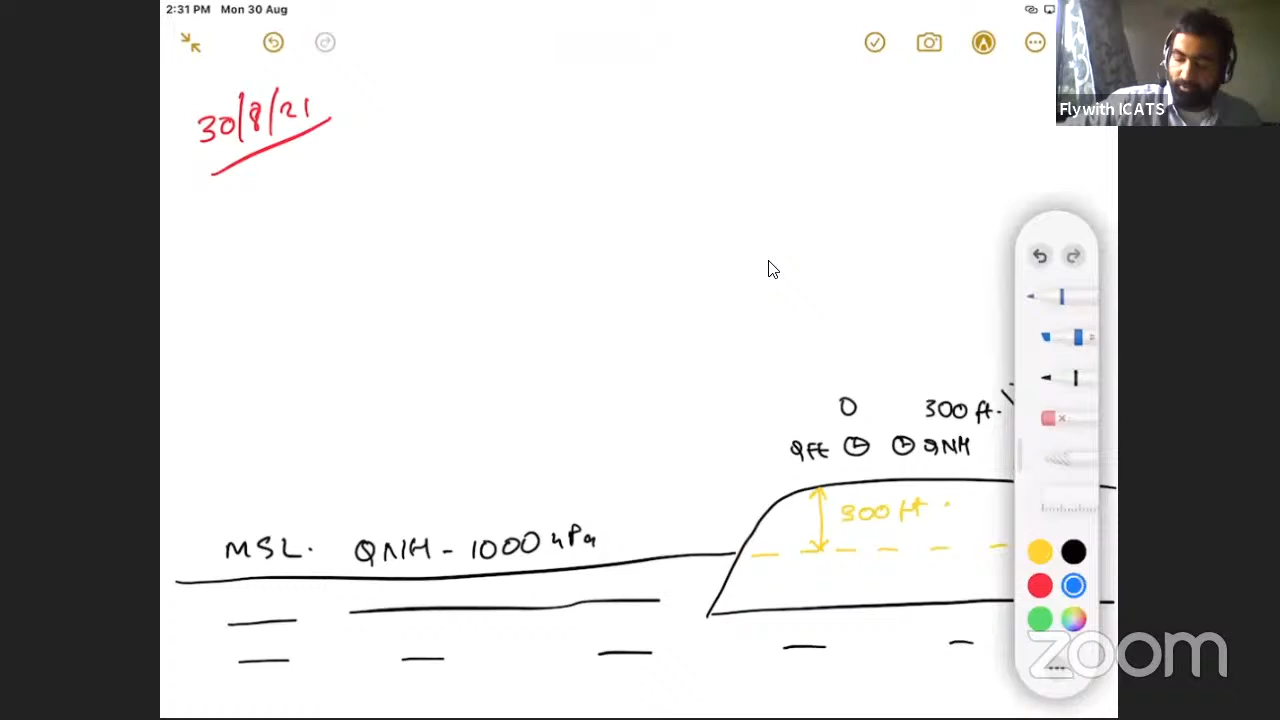 2:31 PM Mon 30 Aug
Flywith ICATS
30/8/21
0 300 ft.
QFE QNH
300 ft.
MSL. QNH - 1000 hPa
zoom